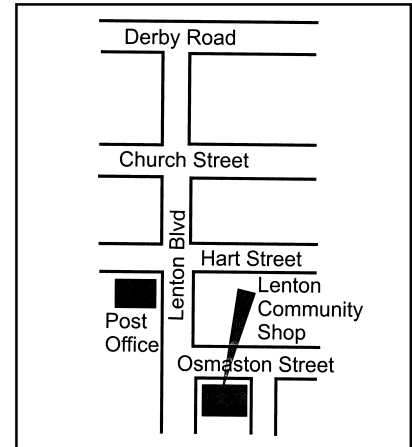 Derby Road
Church Street
Lenton Blvd
Hart Street
Lenton
Community
Shop
Post
Office
Osmaston Street